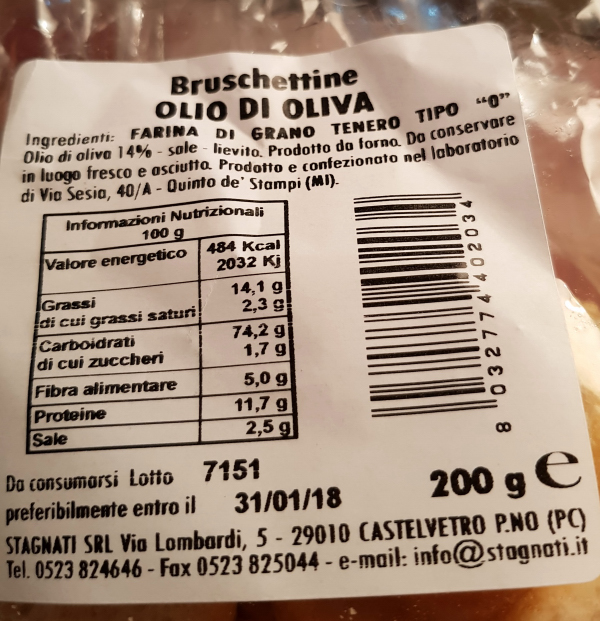 Bruschettine
OLIO DI OLIVA
Ingredienti: FARINA DI GRANO TENERO TIPO “0”
Olio di oliva 14% - sale - lievito. Prodotto da forno. Da conservare
in luogo fresco e asciutto. Prodotto e confezionato nel laboratorio
di Via Sesia, 40/A - Quinto de' Stampi (MI).
Informazioni Nutrizionali
100 g
Valore energetico 484 Kcal
2032 Kj
Grassi 14,1 g
di cui grassi saturi 2,3 g
Carboidrati 74,2 g
di cui zuccheri 1,7 g
Fibra alimentare 5,0 g
Proteine 11,7 g
Sale 2,5 g
8 032774 402034
Da consumarsi Lotto 7151
preferibilmente entro il 31/01/18
200 g e
STAGNATI SRL Via Lombardi, 5 - 29010 CASTELVETRO P.NO (PC)
Tel. 0523 824646 - Fax 0523 825044 - e-mail: info@stagnati.it